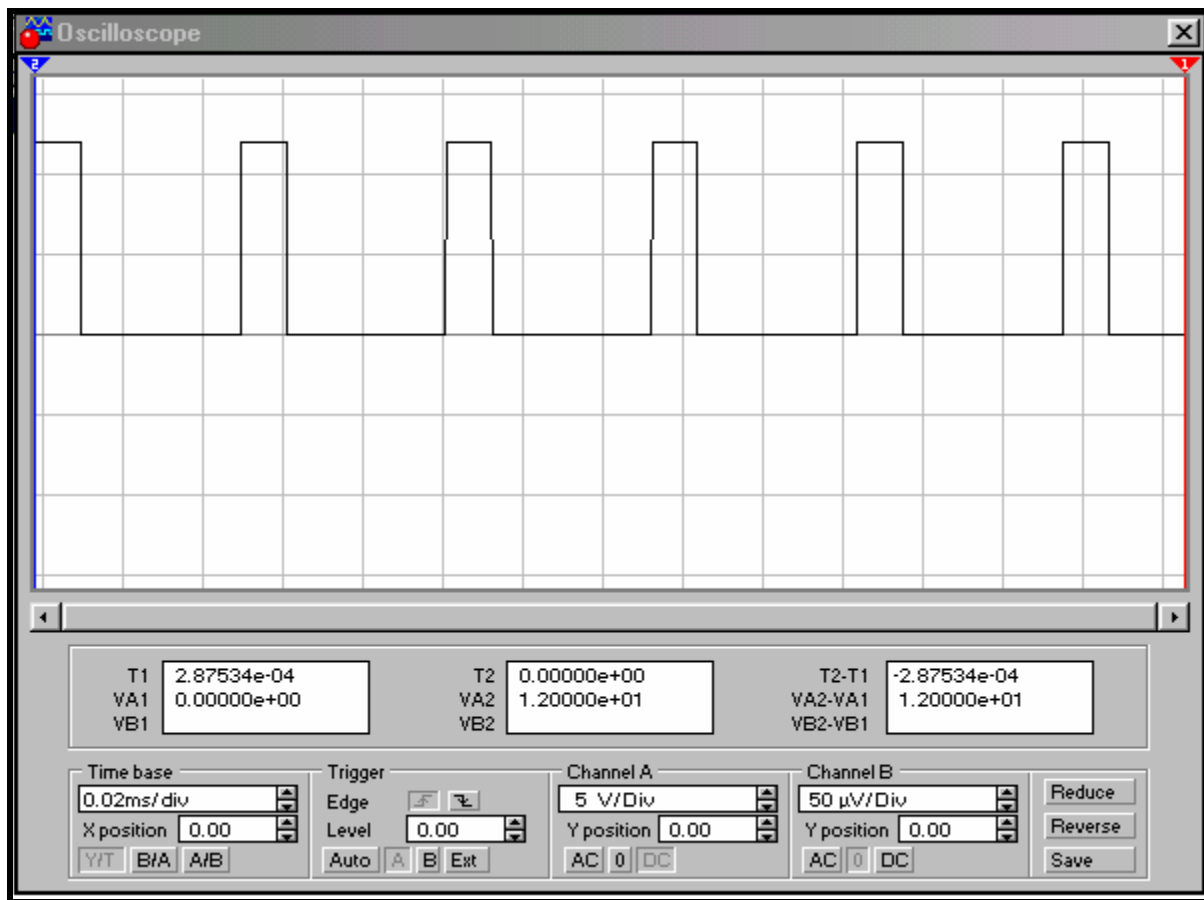 Oscilloscope
2 1
T1 2.87534e-04 T2 0.00000e+00 T2-T1 -2.87534e-04
VA1 0.00000e+00 VA2 1.20000e+01 VA2-VA1 1.20000e+01
VB1 VB2 VB2-VB1
Time base Trigger Channel A Channel B
0.02ms/div Edge 5 V/Div 50 µV/Div Reduce
X position 0.00 Level 0.00 Y position 0.00 Y position 0.00 Reverse
Y/T B/A A/B Auto A B Ext AC 0 DC AC 0 DC Save